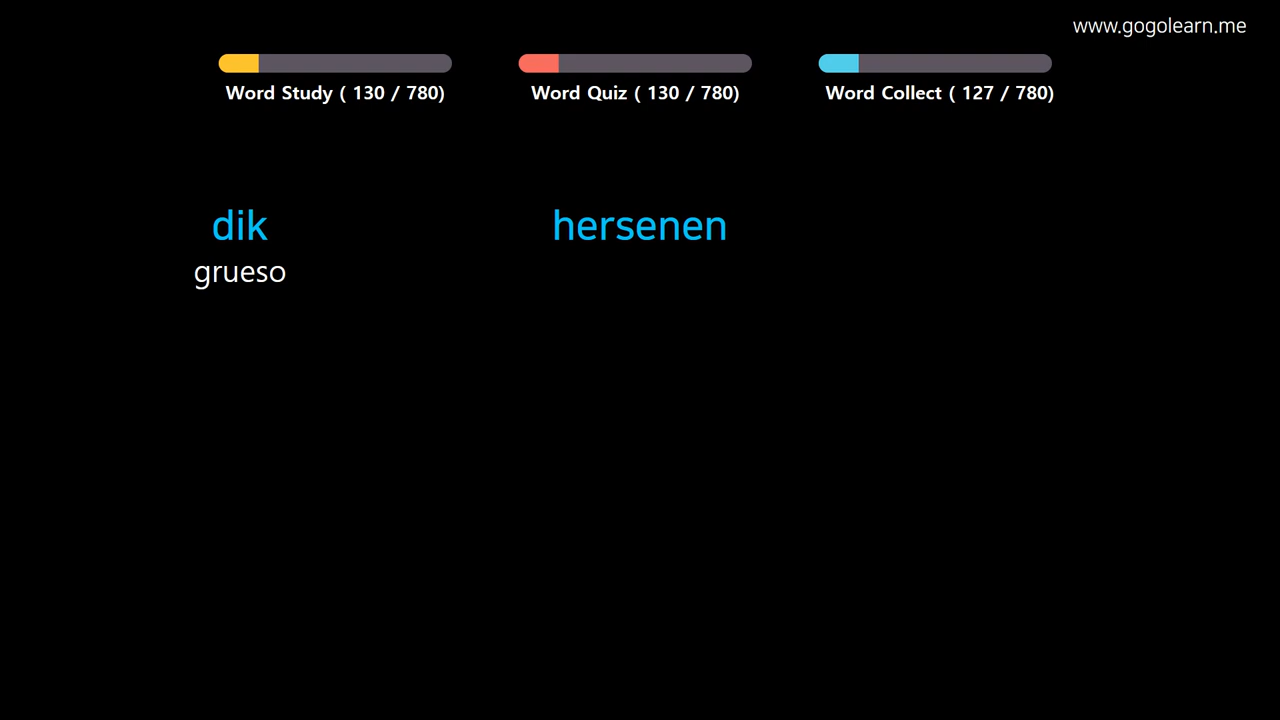 www.gogolearn.me
Word Study ( 130 / 780)
Word Quiz ( 130 / 780)
Word Collect ( 127 / 780)
dik
hersenen
grueso